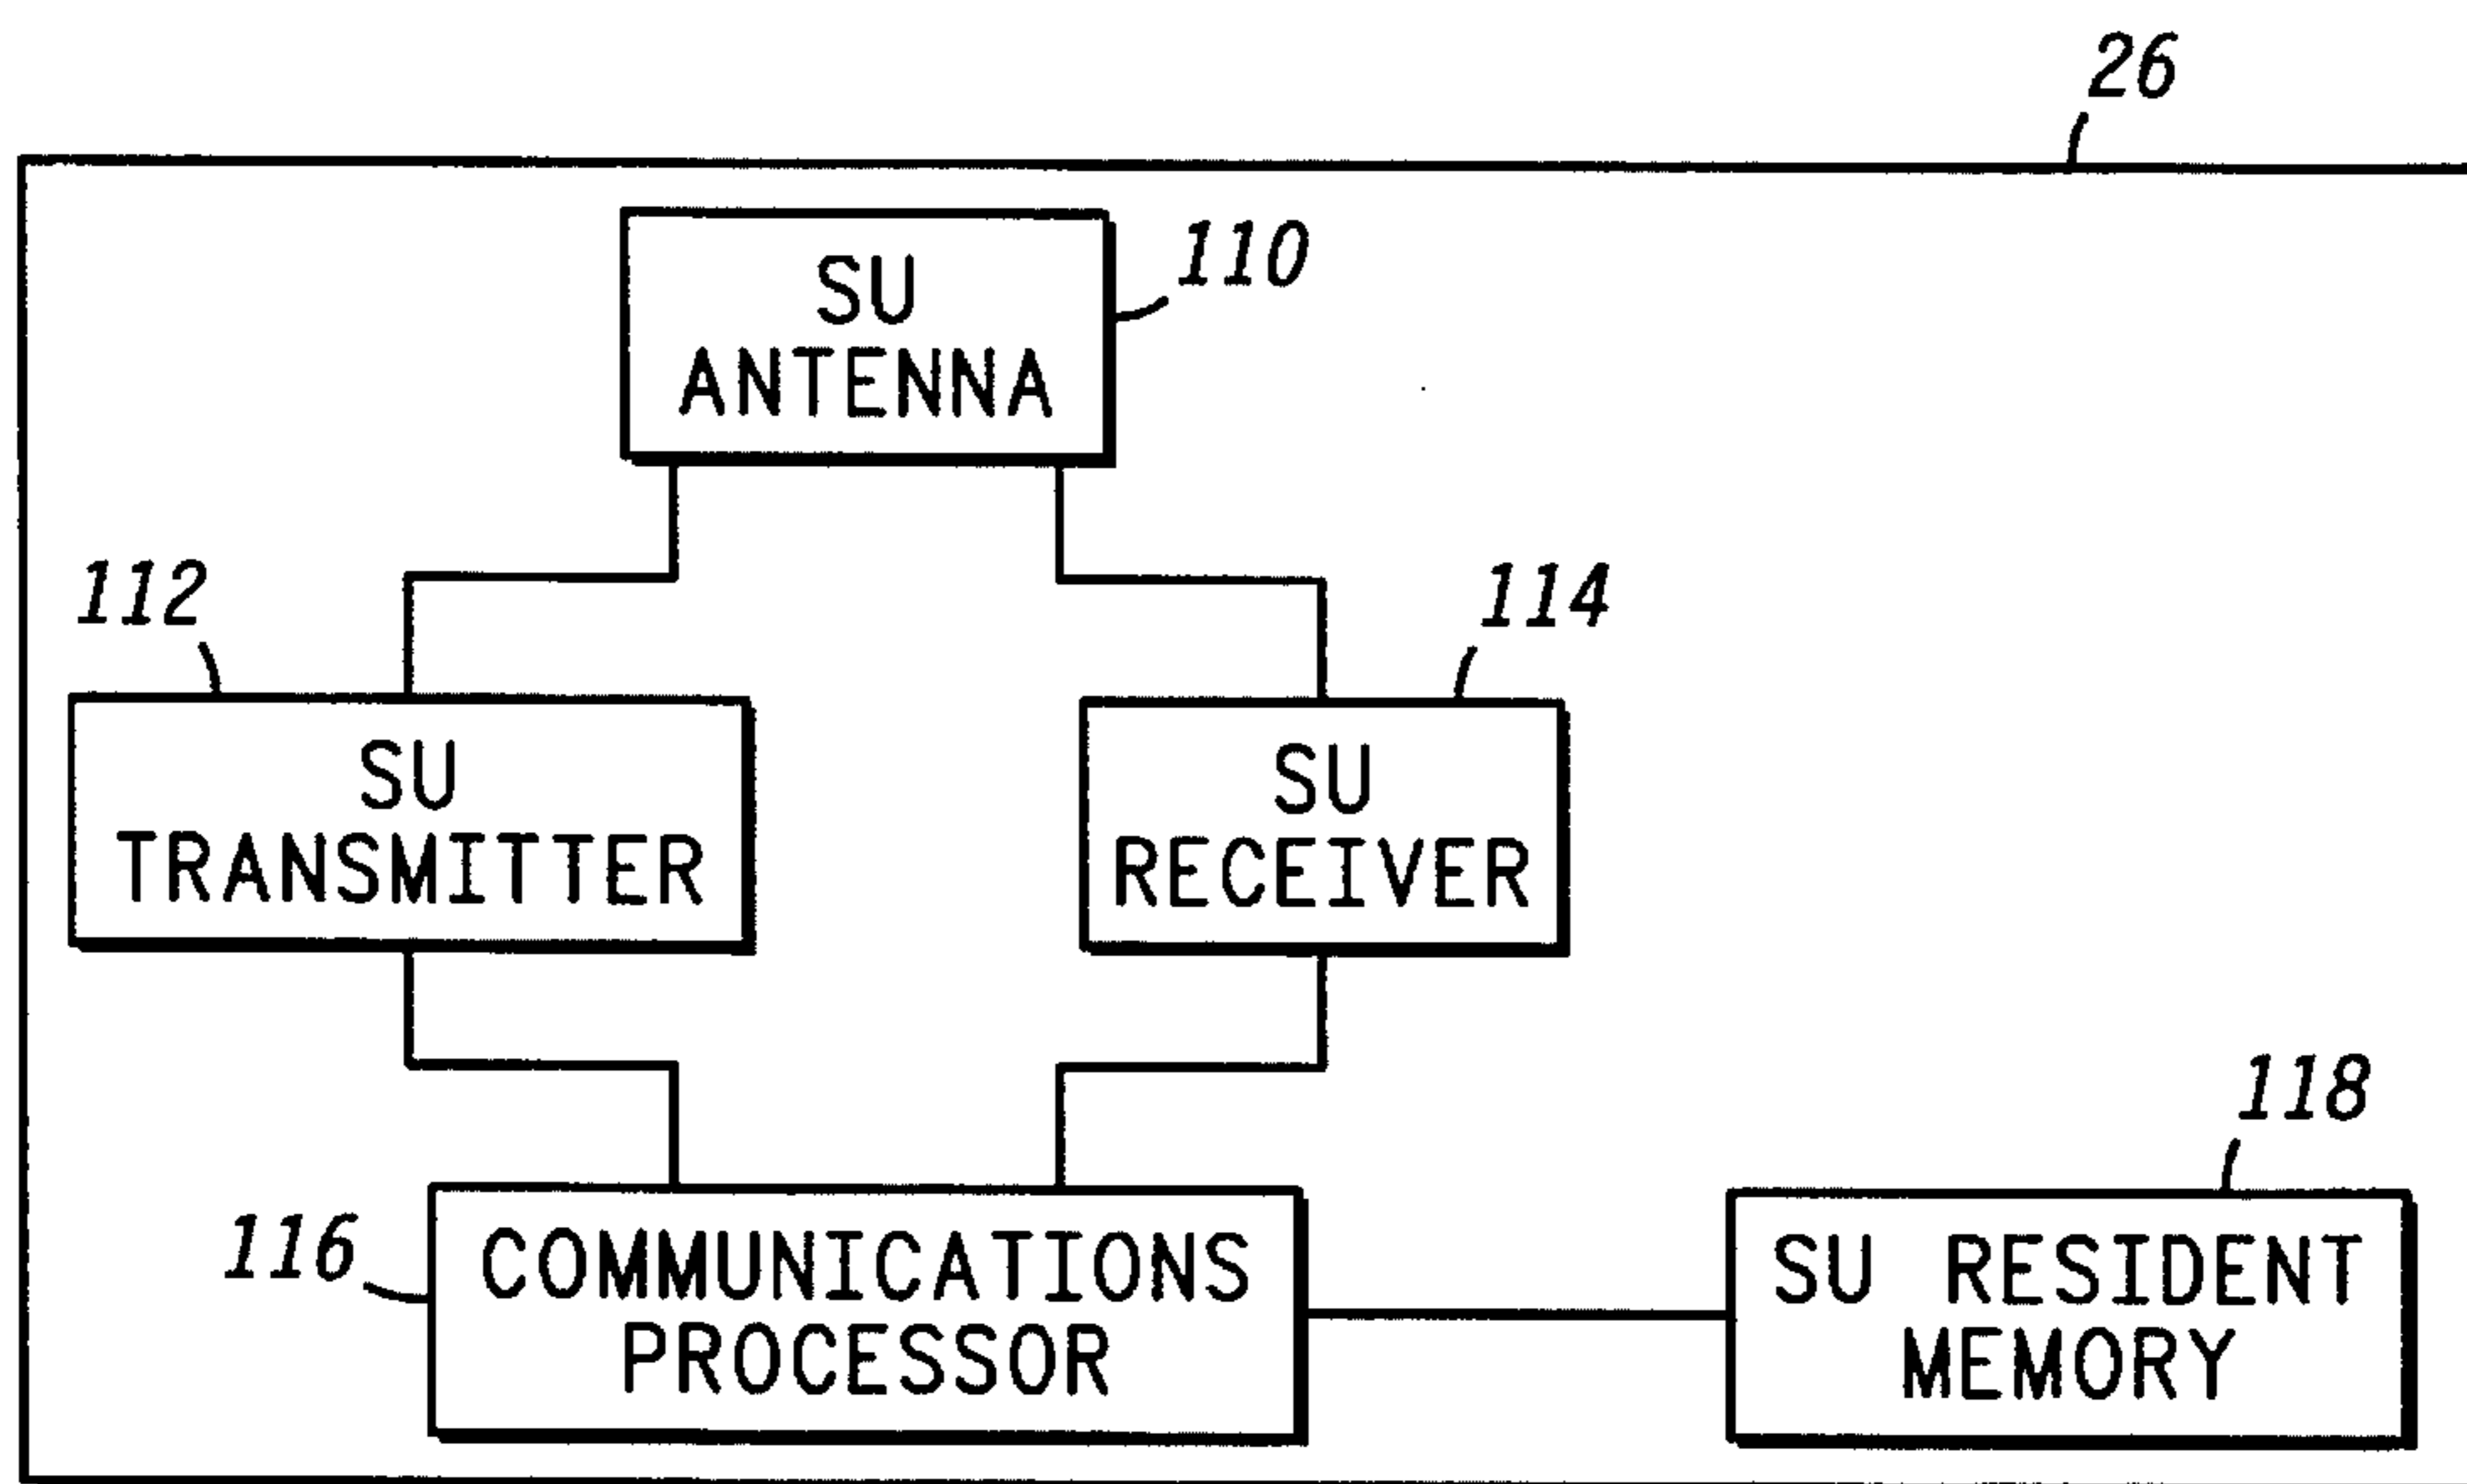 26
SU
ANTENNA
110
112
114
SU
TRANSMITTER
SU
RECEIVER
118
116
COMMUNICATIONS
PROCESSOR
SU RESIDENT
MEMORY